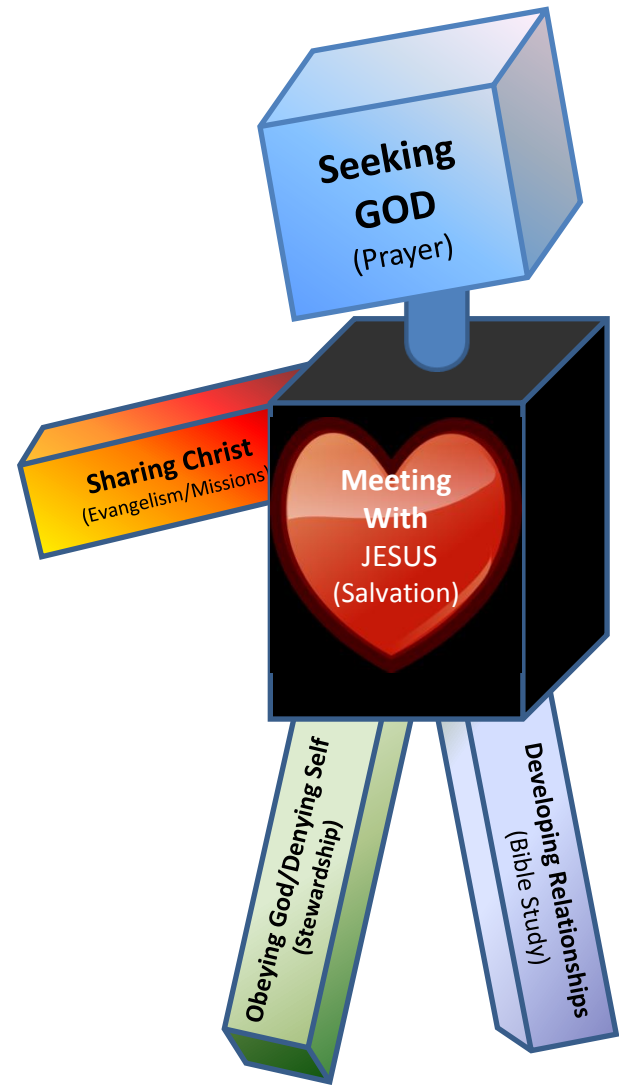 Seeking
GOD
(Prayer)
Sharing Christ
(Evangelism/Missions)
Meeting
With
JESUS
(Salvation)
Obeying God/Denying Self
(Stewardship)
Developing Relationships
(Bible Study)